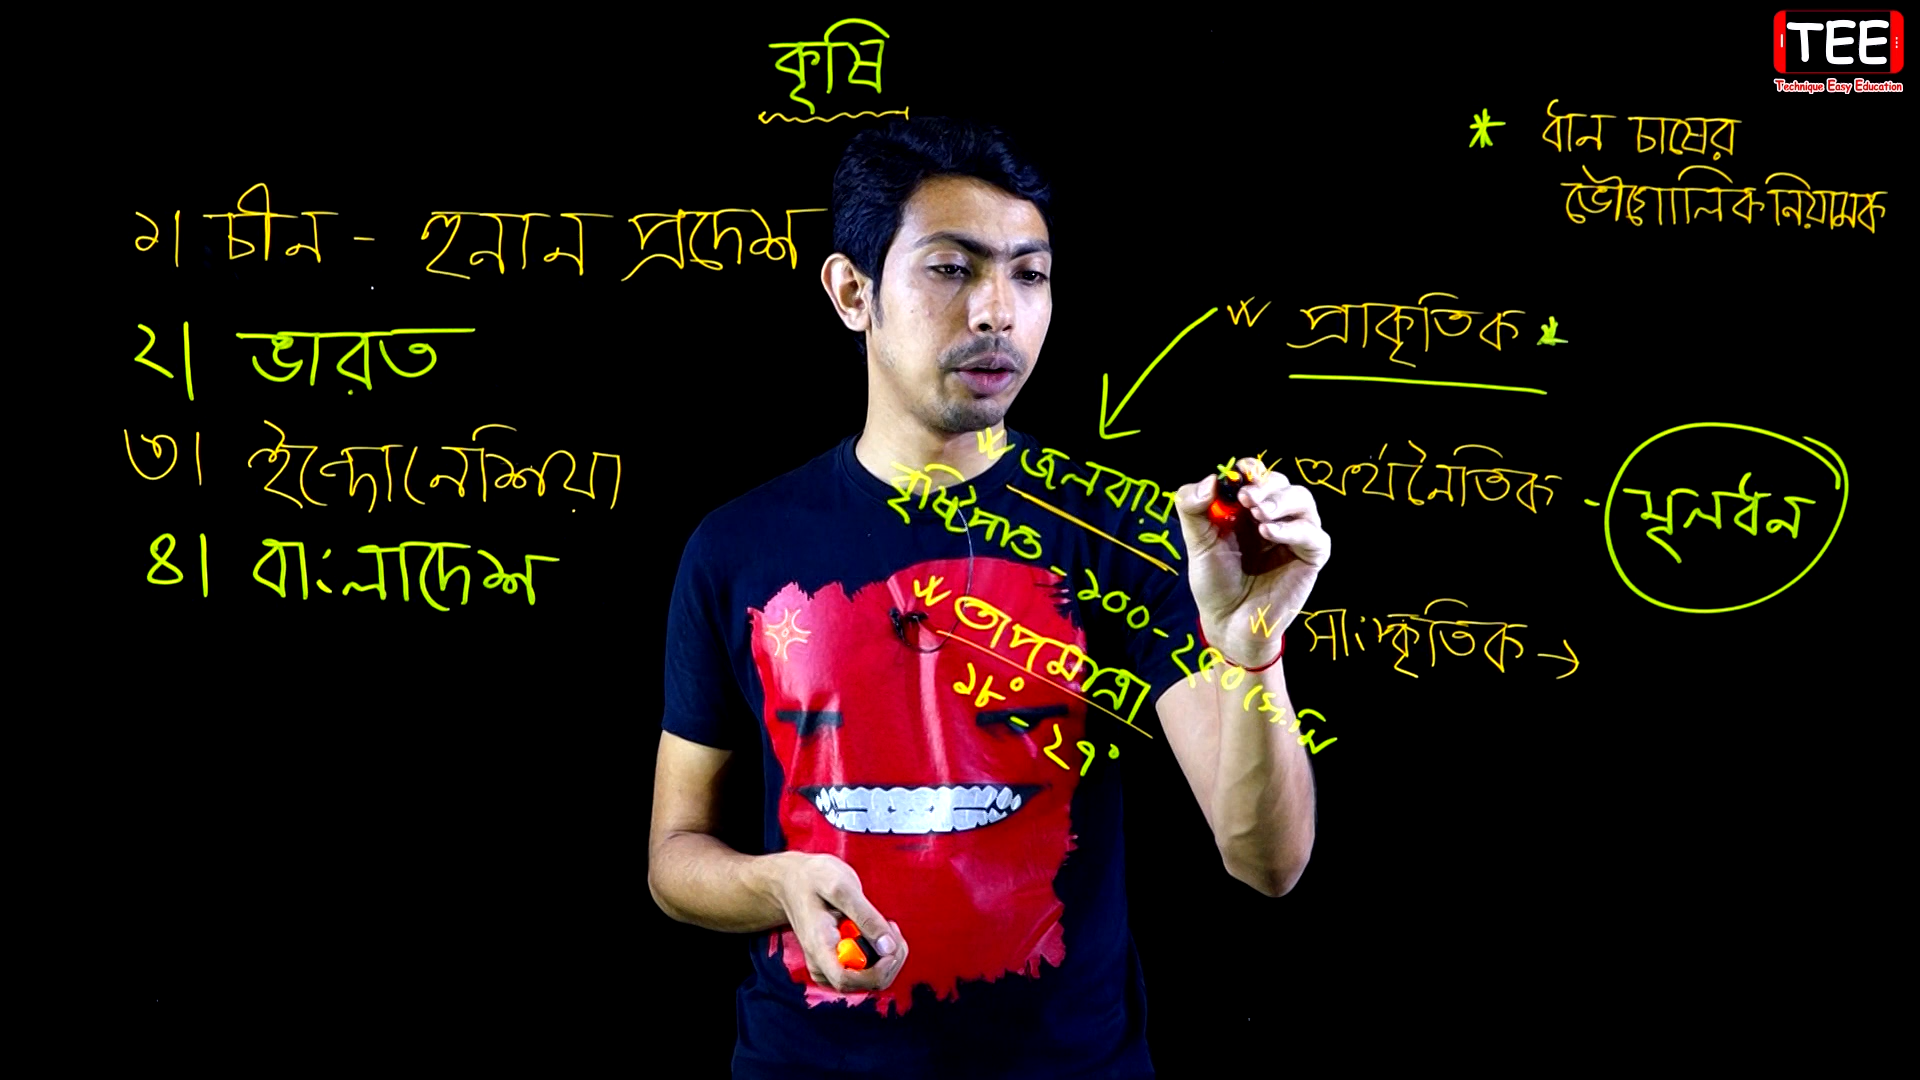 কৃষি
TEE
Technique Easy Education
১। চীন - হুনান প্রদেশ
২। ভারত
৩। ইন্দোনেশিয়া
৪। বাংলাদেশ
* ধান চাষের
ভৌগোলিক নিয়ামক
প্রাকৃতিক *
জলবায়ু
বৃষ্টিপাত - ১০০ - ২৫০ সে.মি
তাপমাত্রা
১৮° - ২৭°
অর্থনৈতিক - মূলধন
সাংস্কৃতিক →